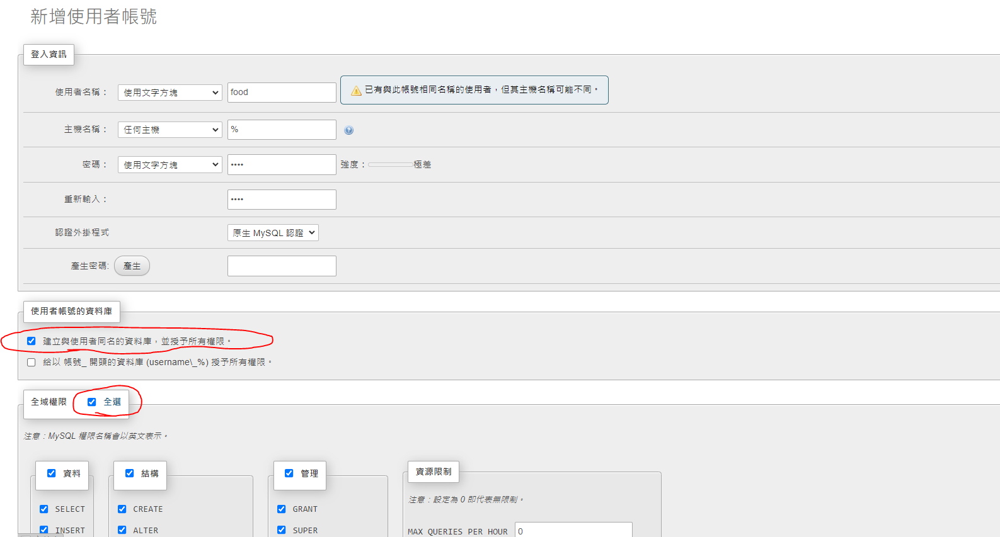 新增使用者帳號
登入資訊
使用者名稱： 使用文字方塊 food 已有與此帳號相同名稱的使用者，但其主機名稱可能不同。
主機名稱： 任何主機 %
密碼： 使用文字方塊 •••• 強度： 極差
重新輸入： ••••
認證外掛程式 原生 MySQL 認證
產生密碼: 產生
使用者帳號的資料庫
建立與使用者同名的資料庫，並授予所有權限。
給以 帳號_ 開頭的資料庫 (username\_%) 授予所有權限。
全域權限 全選
注意：MySQL 權限名稱會以英文表示。
資料 結構 管理 資源限制
注意：設定為 0 即代表無限制。
SELECT CREATE GRANT
INSERT ALTER SUPER MAX QUERIES PER HOUR 0